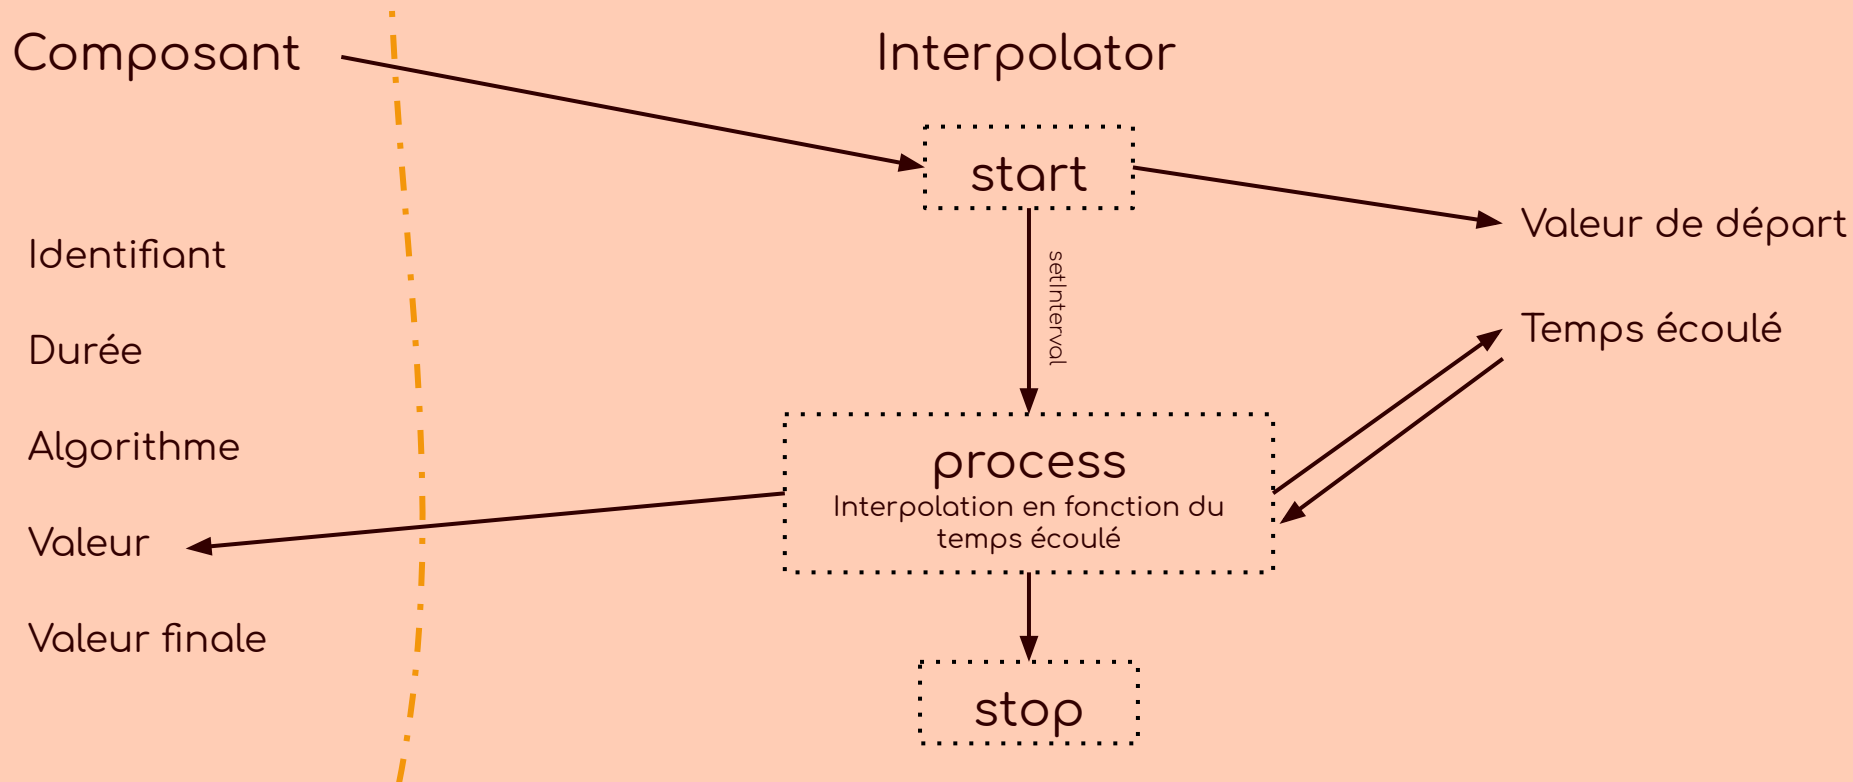 Composant
Interpolator
start
Valeur de départ
Identifiant
setInterval
Temps écoulé
Durée
Algorithme
process
Interpolation en fonction du
temps écoulé
Valeur
Valeur finale
stop